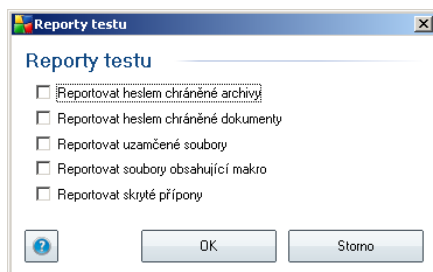 Reporty testu
Reporty testu
Reportovat heslem chráněné archivy
Reportovat heslem chráněné dokumenty
Reportovat uzamčené soubory
Reportovat soubory obsahující makro
Reportovat skryté přípony
?
OK
Storno